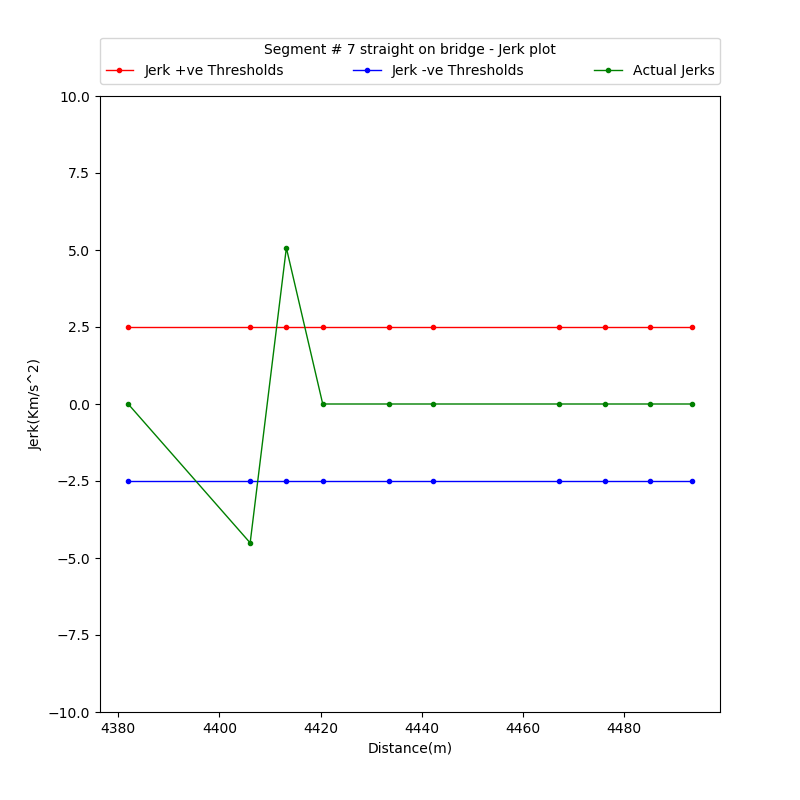 Segment # 7 straight on bridge - Jerk plot
Jerk +ve Thresholds Jerk -ve Thresholds Actual Jerks
10.0
7.5
5.0
2.5
0.0
−2.5
−5.0
−7.5
−10.0
Jerk(Km/s^2)
4380 4400 4420 4440 4460 4480
Distance(m)